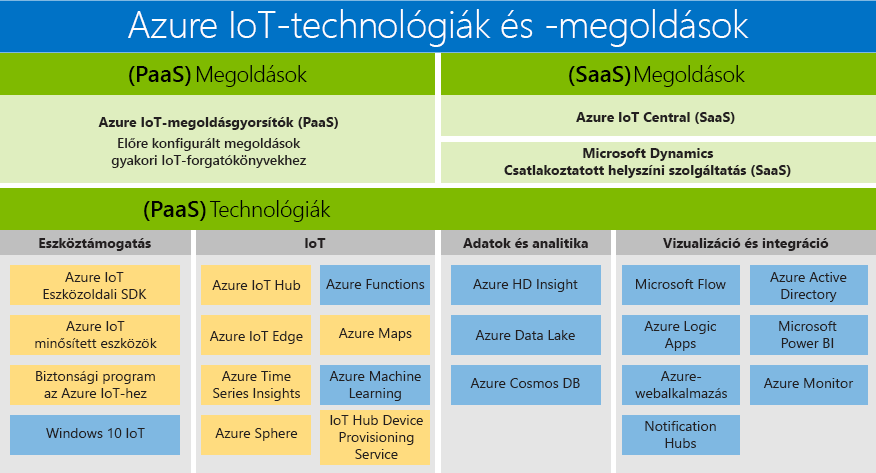 Azure IoT-technológiák és -megoldások
(PaaS) Megoldások
Azure IoT-megoldásgyorsítók (PaaS)
Előre konfigurált megoldások
gyakori IoT-forgatókönyvekhez
(SaaS) Megoldások
Azure IoT Central (SaaS)
Microsoft Dynamics
Csatlakoztatott helyszíni szolgáltatás (SaaS)
(PaaS) Technológiák
Eszköztámogatás
Azure IoT
Eszközoldali SDK
Azure IoT
minősített eszközök
Biztonsági program
az Azure IoT-hez
Windows 10 IoT
IoT
Azure IoT Hub
Azure Functions
Azure IoT Edge
Azure Maps
Azure Time
Series Insights
Azure Machine
Learning
Azure Sphere
IoT Hub Device
Provisioning
Service
Adatok és analitika
Azure HD Insight
Azure Data Lake
Azure Cosmos DB
Vizualizáció és integráció
Microsoft Flow
Azure Active
Directory
Azure Logic
Apps
Microsoft
Power BI
Azure-
webalkalmazás
Azure Monitor
Notification
Hubs